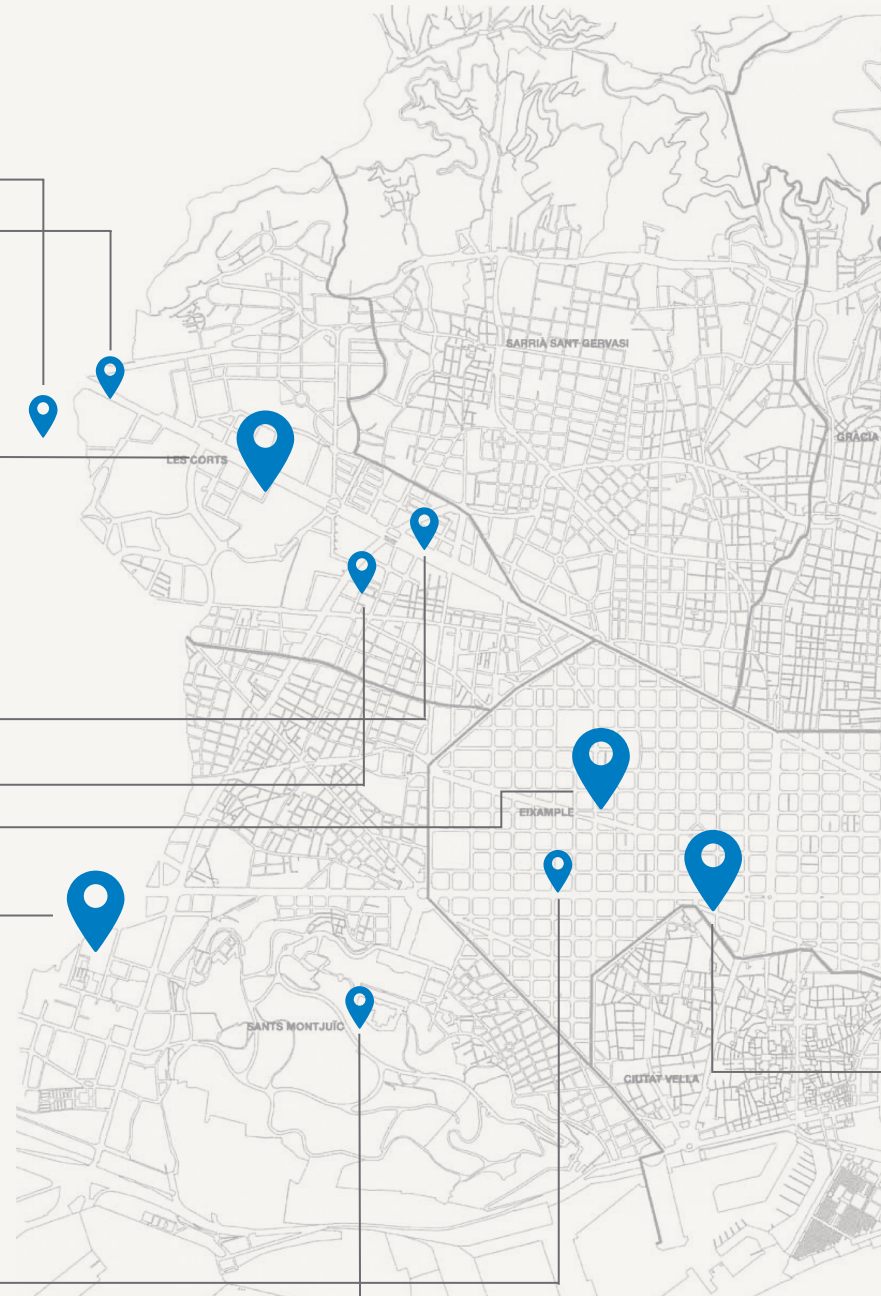 SARRIÀ SANT GERVASI
GRÀCIA
LES CORTS
EIXAMPLE
SANTS MONTJUÏC
CIUTAT VELLA